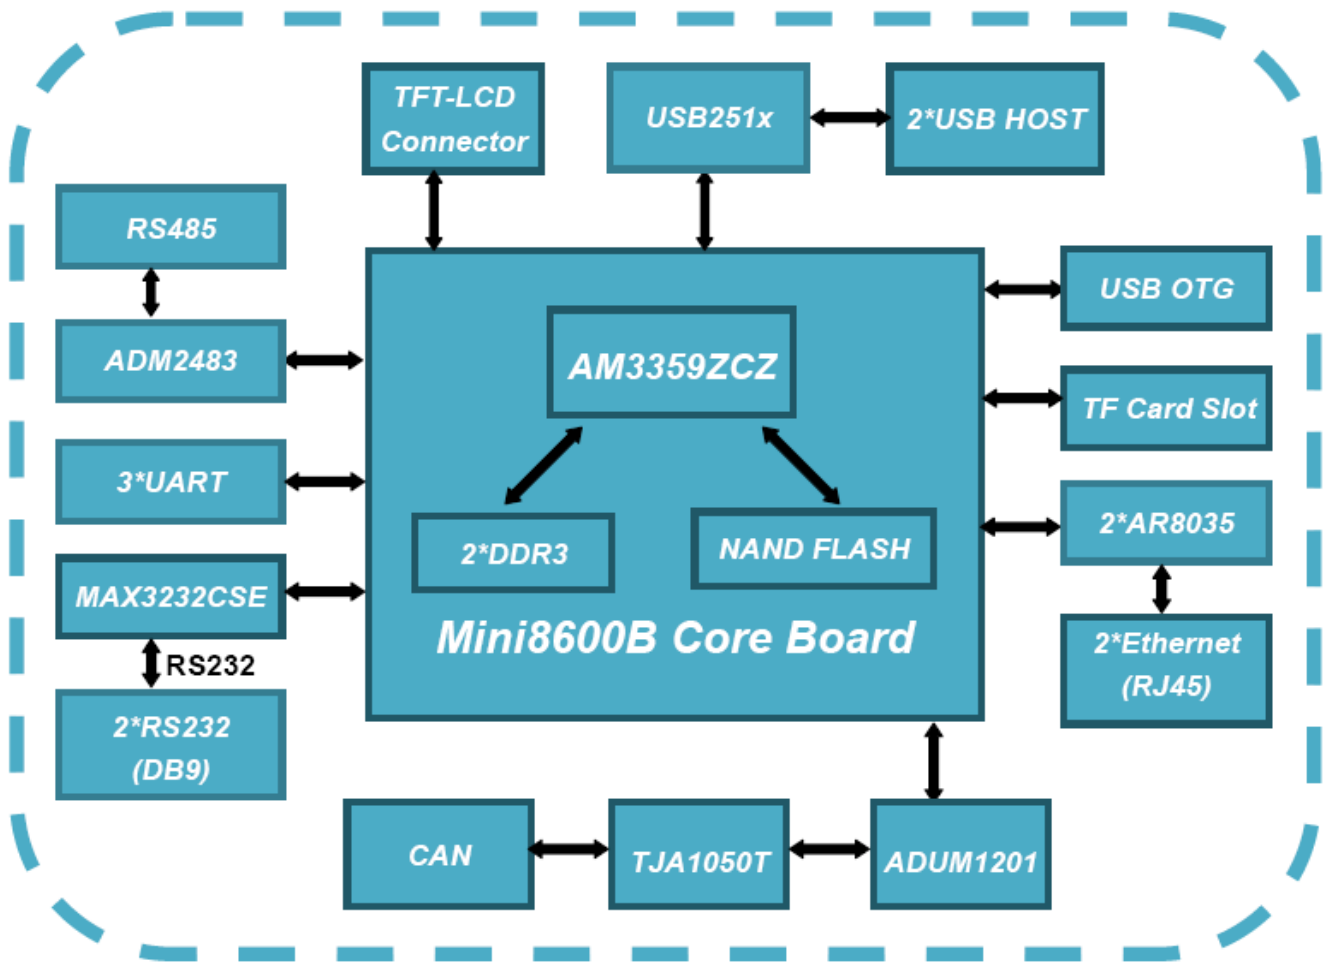 TFT-LCD
Connector
USB251x
2*USB HOST
RS485
ADM2483
3*UART
MAX3232CSE
RS232
2*RS232
(DB9)
AM3359ZCZ
2*DDR3
NAND FLASH
Mini8600B Core Board
USB OTG
TF Card Slot
2*AR8035
2*Ethernet
(RJ45)
CAN
TJA1050T
ADUM1201